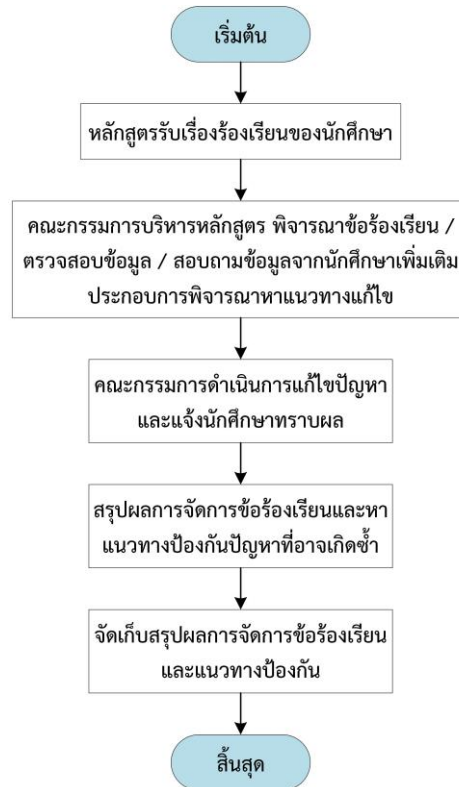 เริ่มต้น
หลักสูตรรับเรื่องร้องเรียนของนักศึกษา
คณะกรรมการบริหารหลักสูตร พิจารณาข้อร้องเรียน /
ตรวจสอบข้อมูล / สอบถามข้อมูลจากนักศึกษาเพิ่มเติม
ประกอบการพิจารณาหาแนวทางแก้ไข
คณะกรรมการดำเนินการแก้ไขปัญหา
และแจ้งนักศึกษาทราบผล
สรุปผลการจัดการข้อร้องเรียนและหา
แนวทางป้องกันปัญหาที่อาจเกิดซ้ำ
จัดเก็บสรุปผลการจัดการข้อร้องเรียน
และแนวทางป้องกัน
สิ้นสุด